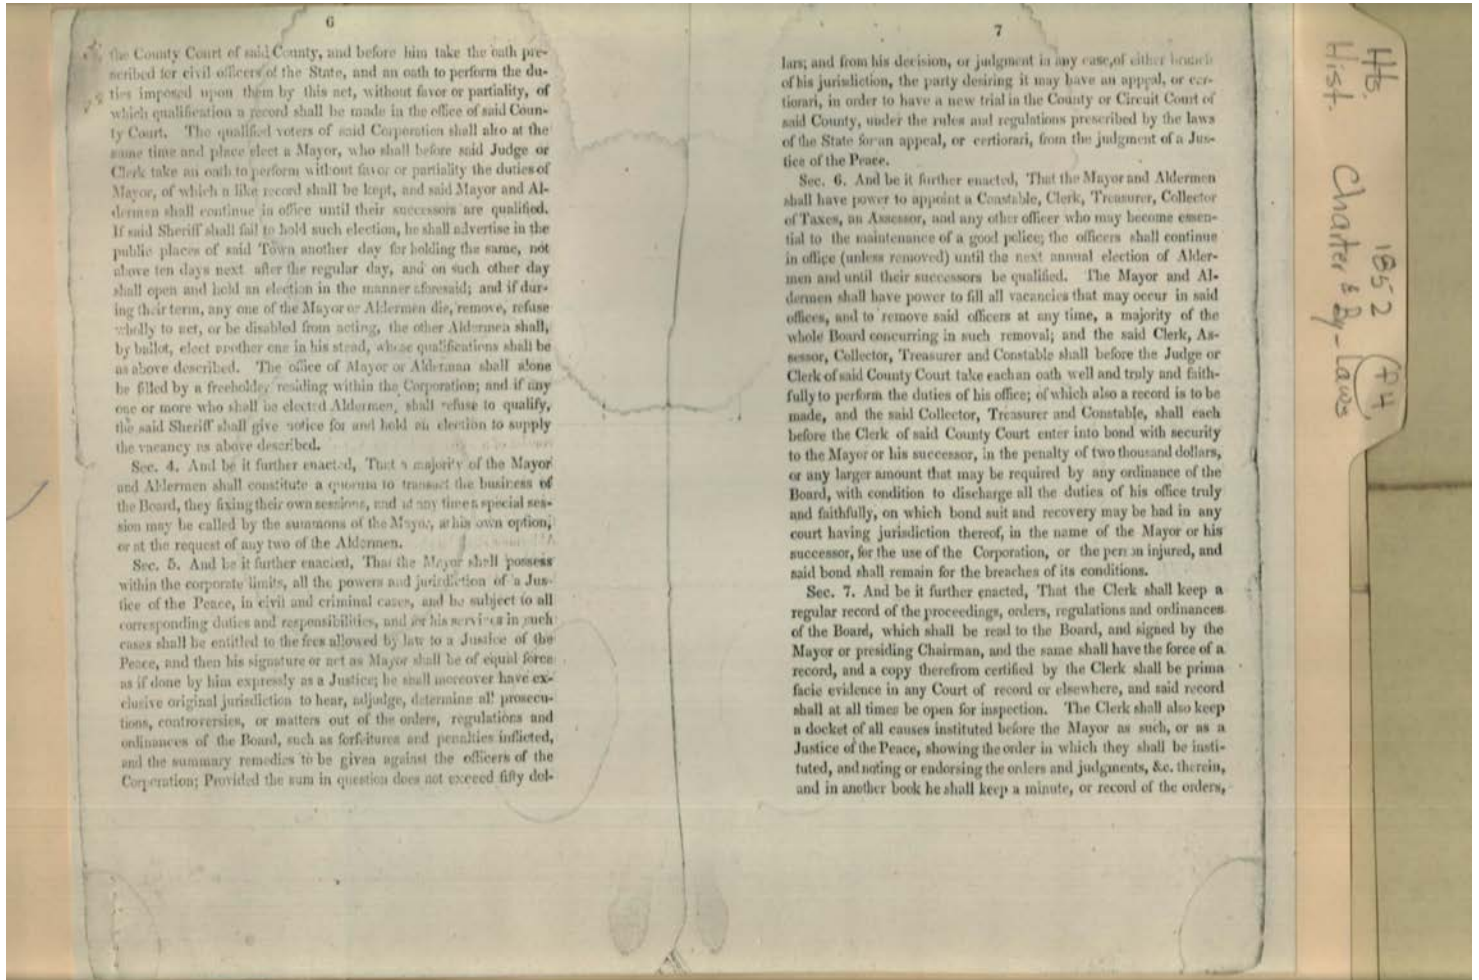 6
the County Court of said County, and before him take the oath pre-
scribed for civil officers of the State, and an oath to perform the du-
ties imposed upon them by this act, without favor or partiality, of
which qualification a record shall be made in the office of said Coun-
ty Court. The qualified voters of said Corporation shall also at the
same time and place elect a Mayor, who shall before said Judge or
Clerk take an oath to perform without favor or partiality the duties of
Mayor, of which a like record shall be kept, and said Mayor and Al-
dermen shall continue in office until their successors are qualified.
If said Sheriff shall fail to hold such election, he shall advertise in the
public places of said Town another day for holding the same, not
above ten days next after the regular day, and on such other day
shall open and hold an election in the manner aforesaid; and if dur-
ing their term, any one of the Mayor or Aldermen die, remove, refuse
wholly to act, or be disabled from acting, the other Aldermen shall,
by ballot, elect another one in his stead, whose qualifications shall be
as above described. The office of Mayor or Alderman shall alone
be filled by a freeholder residing within the Corporation; and if any
one or more who shall be elected Aldermen, shall refuse to qualify,
the said Sheriff shall give notice for and hold an election to supply
the vacancy as above described.
Sec. 4. And be it further enacted, That a majority of the Mayor
and Aldermen shall constitute a quorum to transact the business of
the Board, they fixing their own sessions, and at any time a special ses-
sion may be called by the summons of the Mayor, at his own option,
or at the request of any two of the Aldermen.
Sec. 5. And be it further enacted, That the Mayor shall possess
within the corporate limits, all the powers and jurisdiction of a Jus-
tice of the Peace, in civil and criminal cases, and be subject to all
corresponding duties and responsibilities, and for his services in such
cases shall be entitled to the fees allowed by law to a Justice of the
Peace, and then his signature or act as Mayor shall be of equal force
as if done by him expressly as a Justice; he shall moreover have ex-
clusive original jurisdiction to hear, adjudge, determine all prosecu-
tions, controversies, or matters out of the orders, regulations and
ordinances of the Board, such as forfeitures and penalties inflicted,
and the summary remedies to be given against the officers of the
Corporation; Provided the sum in question does not exceed fifty dol-
7
lars; and from his decision, or judgment in any case,of either branch
of his jurisdiction, the party desiring it may have an appeal, or cer-
tiorari, in order to have a new trial in the County or Circuit Court of
said County, under the rules and regulations prescribed by the laws
of the State for an appeal, or certiorari, from the judgment of a Jus-
tice of the Peace.
Sec. 6. And be it further enacted, That the Mayor and Aldermen
shall have power to appoint a Constable, Clerk, Treasurer, Collector
of Taxes, an Assessor, and any other officer who may become essen-
tial to the maintenance of a good police; the officers shall continue
in office (unless removed) until the next annual election of Alder-
men and until their successors be qualified. The Mayor and Al-
dermen shall have power to fill all vacancies that may occur in said
offices, and to remove said officers at any time, a majority of the
whole Board concurring in such removal; and the said Clerk, As-
sessor, Collector, Treasurer and Constable shall before the Judge or
Clerk of said County Court take each an oath well and truly and faith-
fully to perform the duties of his office; of which also a record is to be
made, and the said Collector, Treasurer and Constable, shall each
before the Clerk of said County Court enter into bond with security
to the Mayor or his successor, in the penalty of two thousand dollars,
or any larger amount that may be required by any ordinance of the
Board, with condition to discharge all the duties of his office truly
and faithfully, on which bond suit and recovery may be had in any
court having jurisdiction thereof, in the name of the Mayor or his
successor, for the use of the Corporation, or the person injured, and
said bond shall remain for the breaches of its conditions.
Sec. 7. And be it further enacted, That the Clerk shall keep a
regular record of the proceedings, orders, regulations and ordinances
of the Board, which shall be read to the Board, and signed by the
Mayor or presiding Chairman, and the same shall have the force of a
record, and a copy therefrom certified by the Clerk shall be prima
facie evidence in any Court of record or elsewhere, and said record
shall at all times be open for inspection. The Clerk shall also keep
a docket of all causes instituted before the Mayor as such, or as a
Justice of the Peace, showing the order in which they shall be insti-
tuted, and noting or endorsing the orders and judgments, &c. therein,
and in another book he shall keep a minute, or record of the orders,
Hist. Charter & By-Laws
1852 P4